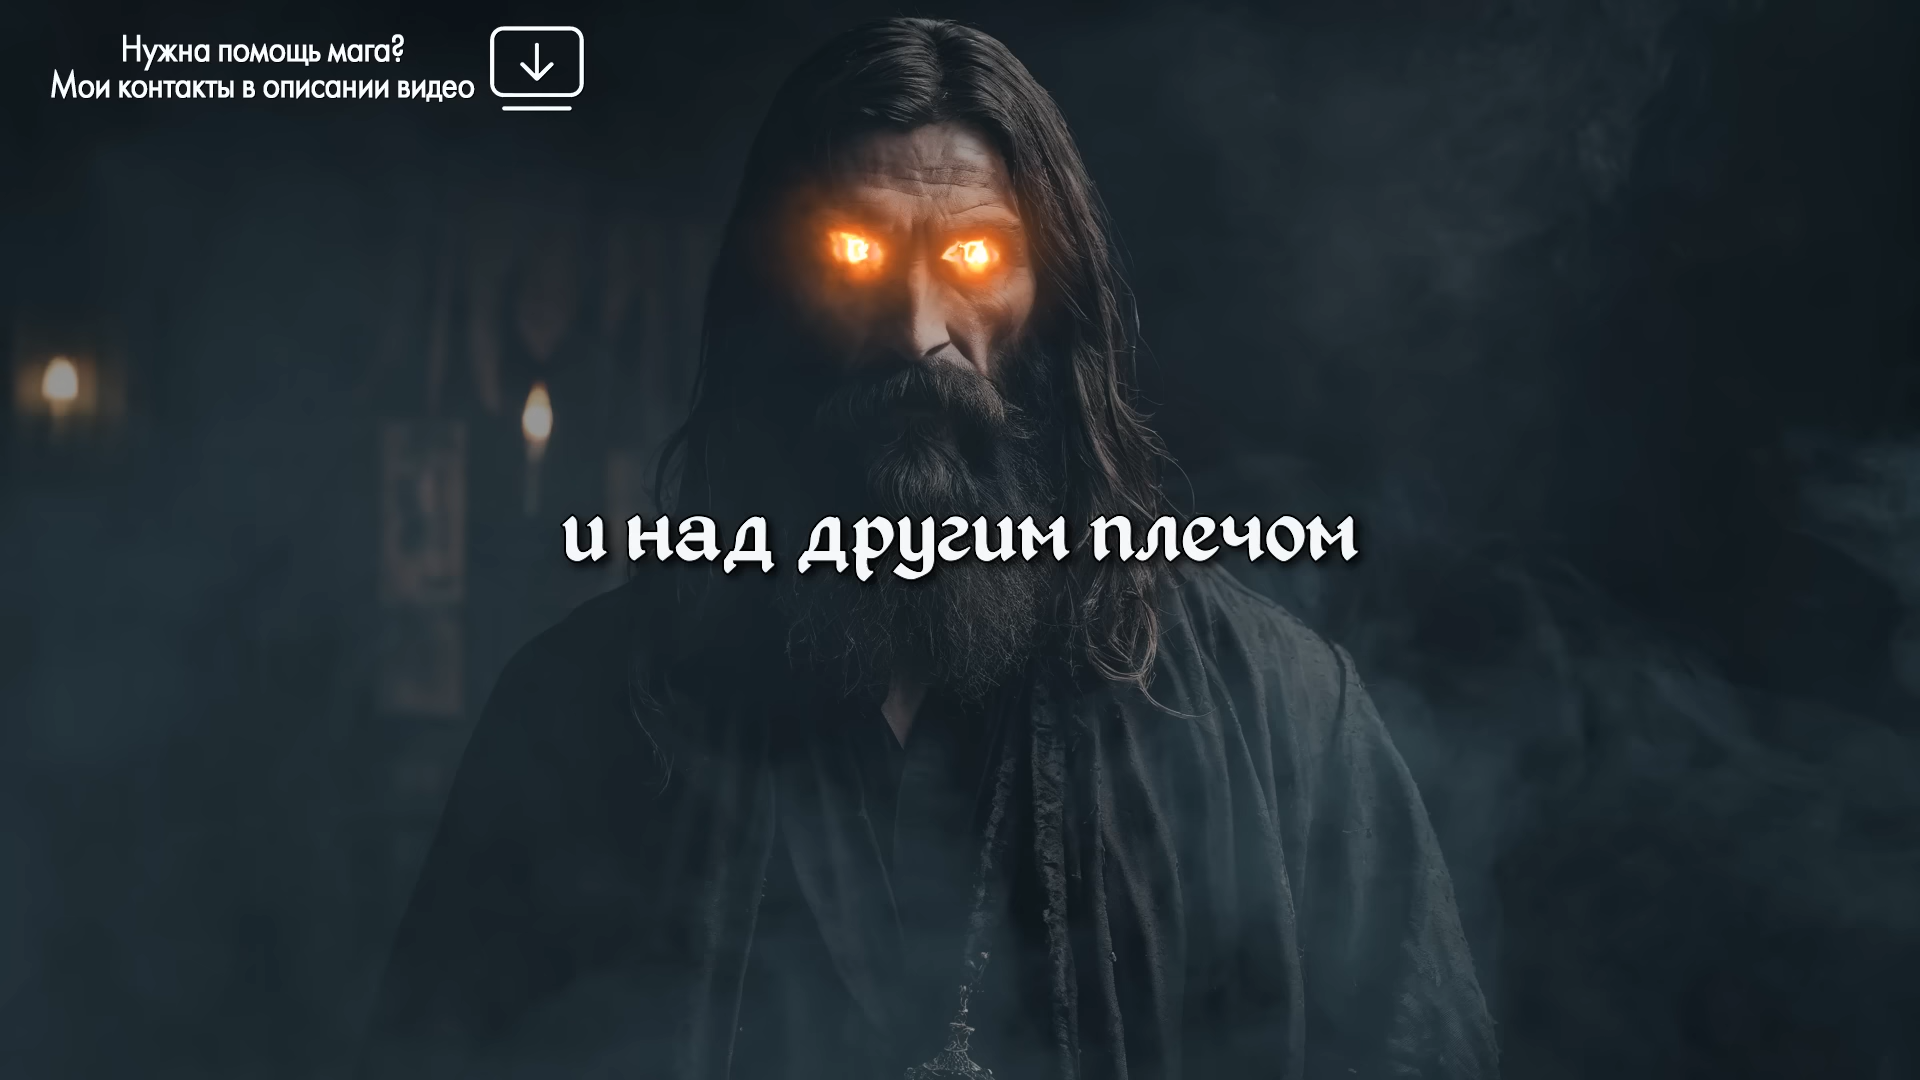 Нужна помощь мага?
Мои контакты в описании видео
и над другим плечом